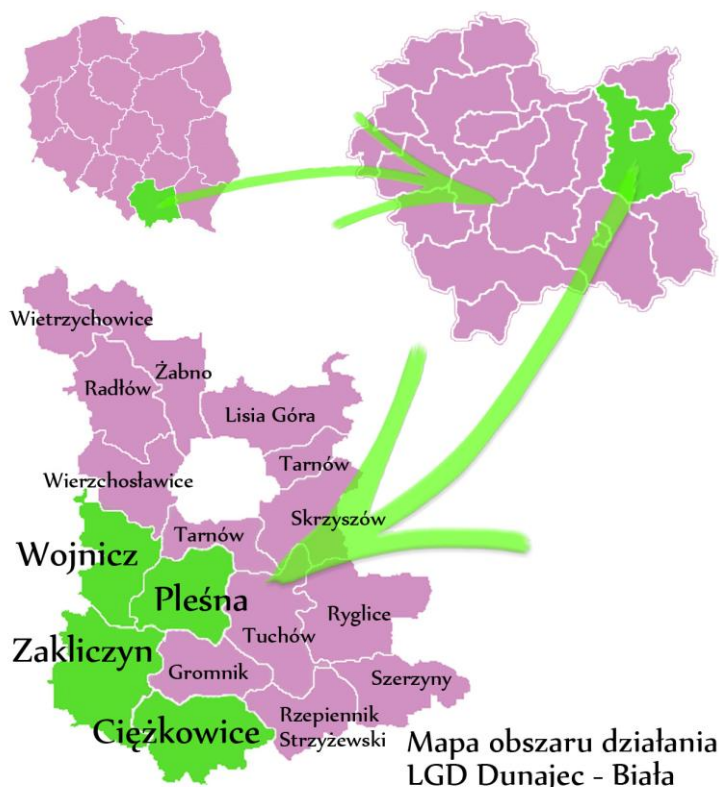 Wietrzychowice
Radłów
Żabno
Lisia Góra
Tarnów
Wierzchosławice
Skrzyszów
Tarnów
Wojnicz
Pleśna
Ryglice
Tuchów
Zakliczyn
Gromnik
Szerzyny
Ciężkowice
Rzepiennik
Strzyżewski
Mapa obszaru działania
LGD Dunajec - Biała